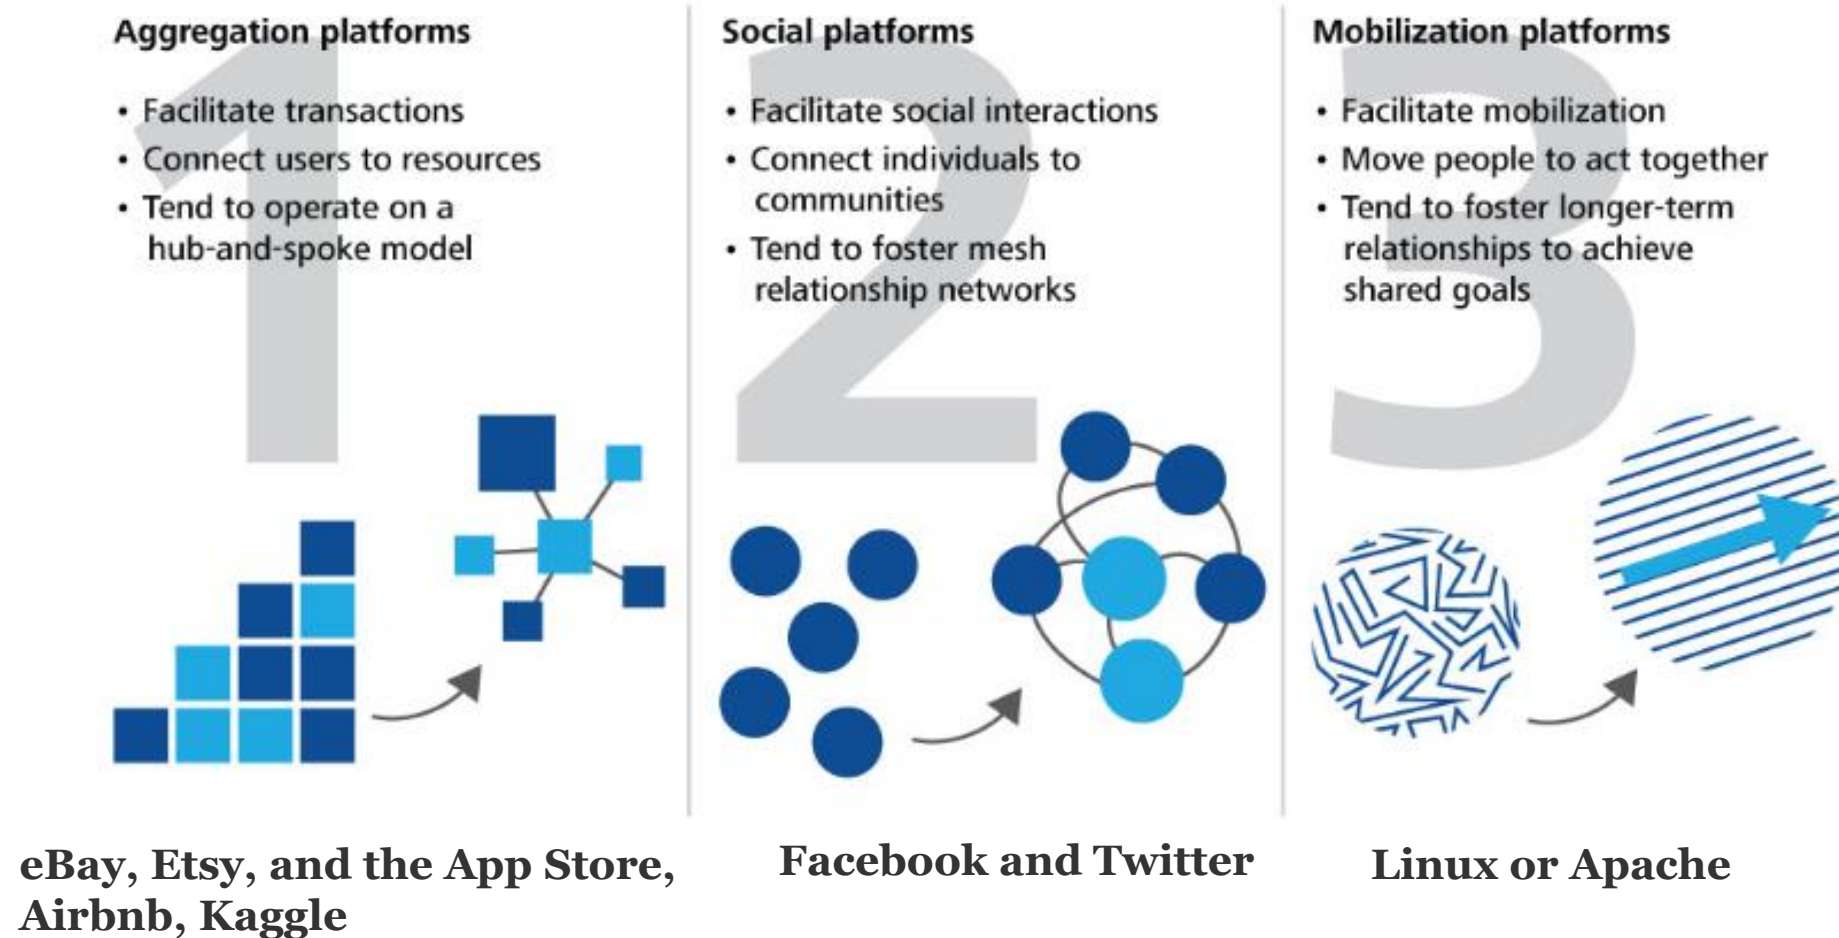 1
Aggregation platforms
• Facilitate transactions
• Connect users to resources
• Tend to operate on a
hub-and-spoke model
eBay, Etsy, and the App Store,
Airbnb, Kaggle
2
Social platforms
• Facilitate social interactions
• Connect individuals to
communities
• Tend to foster mesh
relationship networks
Facebook and Twitter
3
Mobilization platforms
• Facilitate mobilization
• Move people to act together
• Tend to foster longer-term
relationships to achieve
shared goals
Linux or Apache